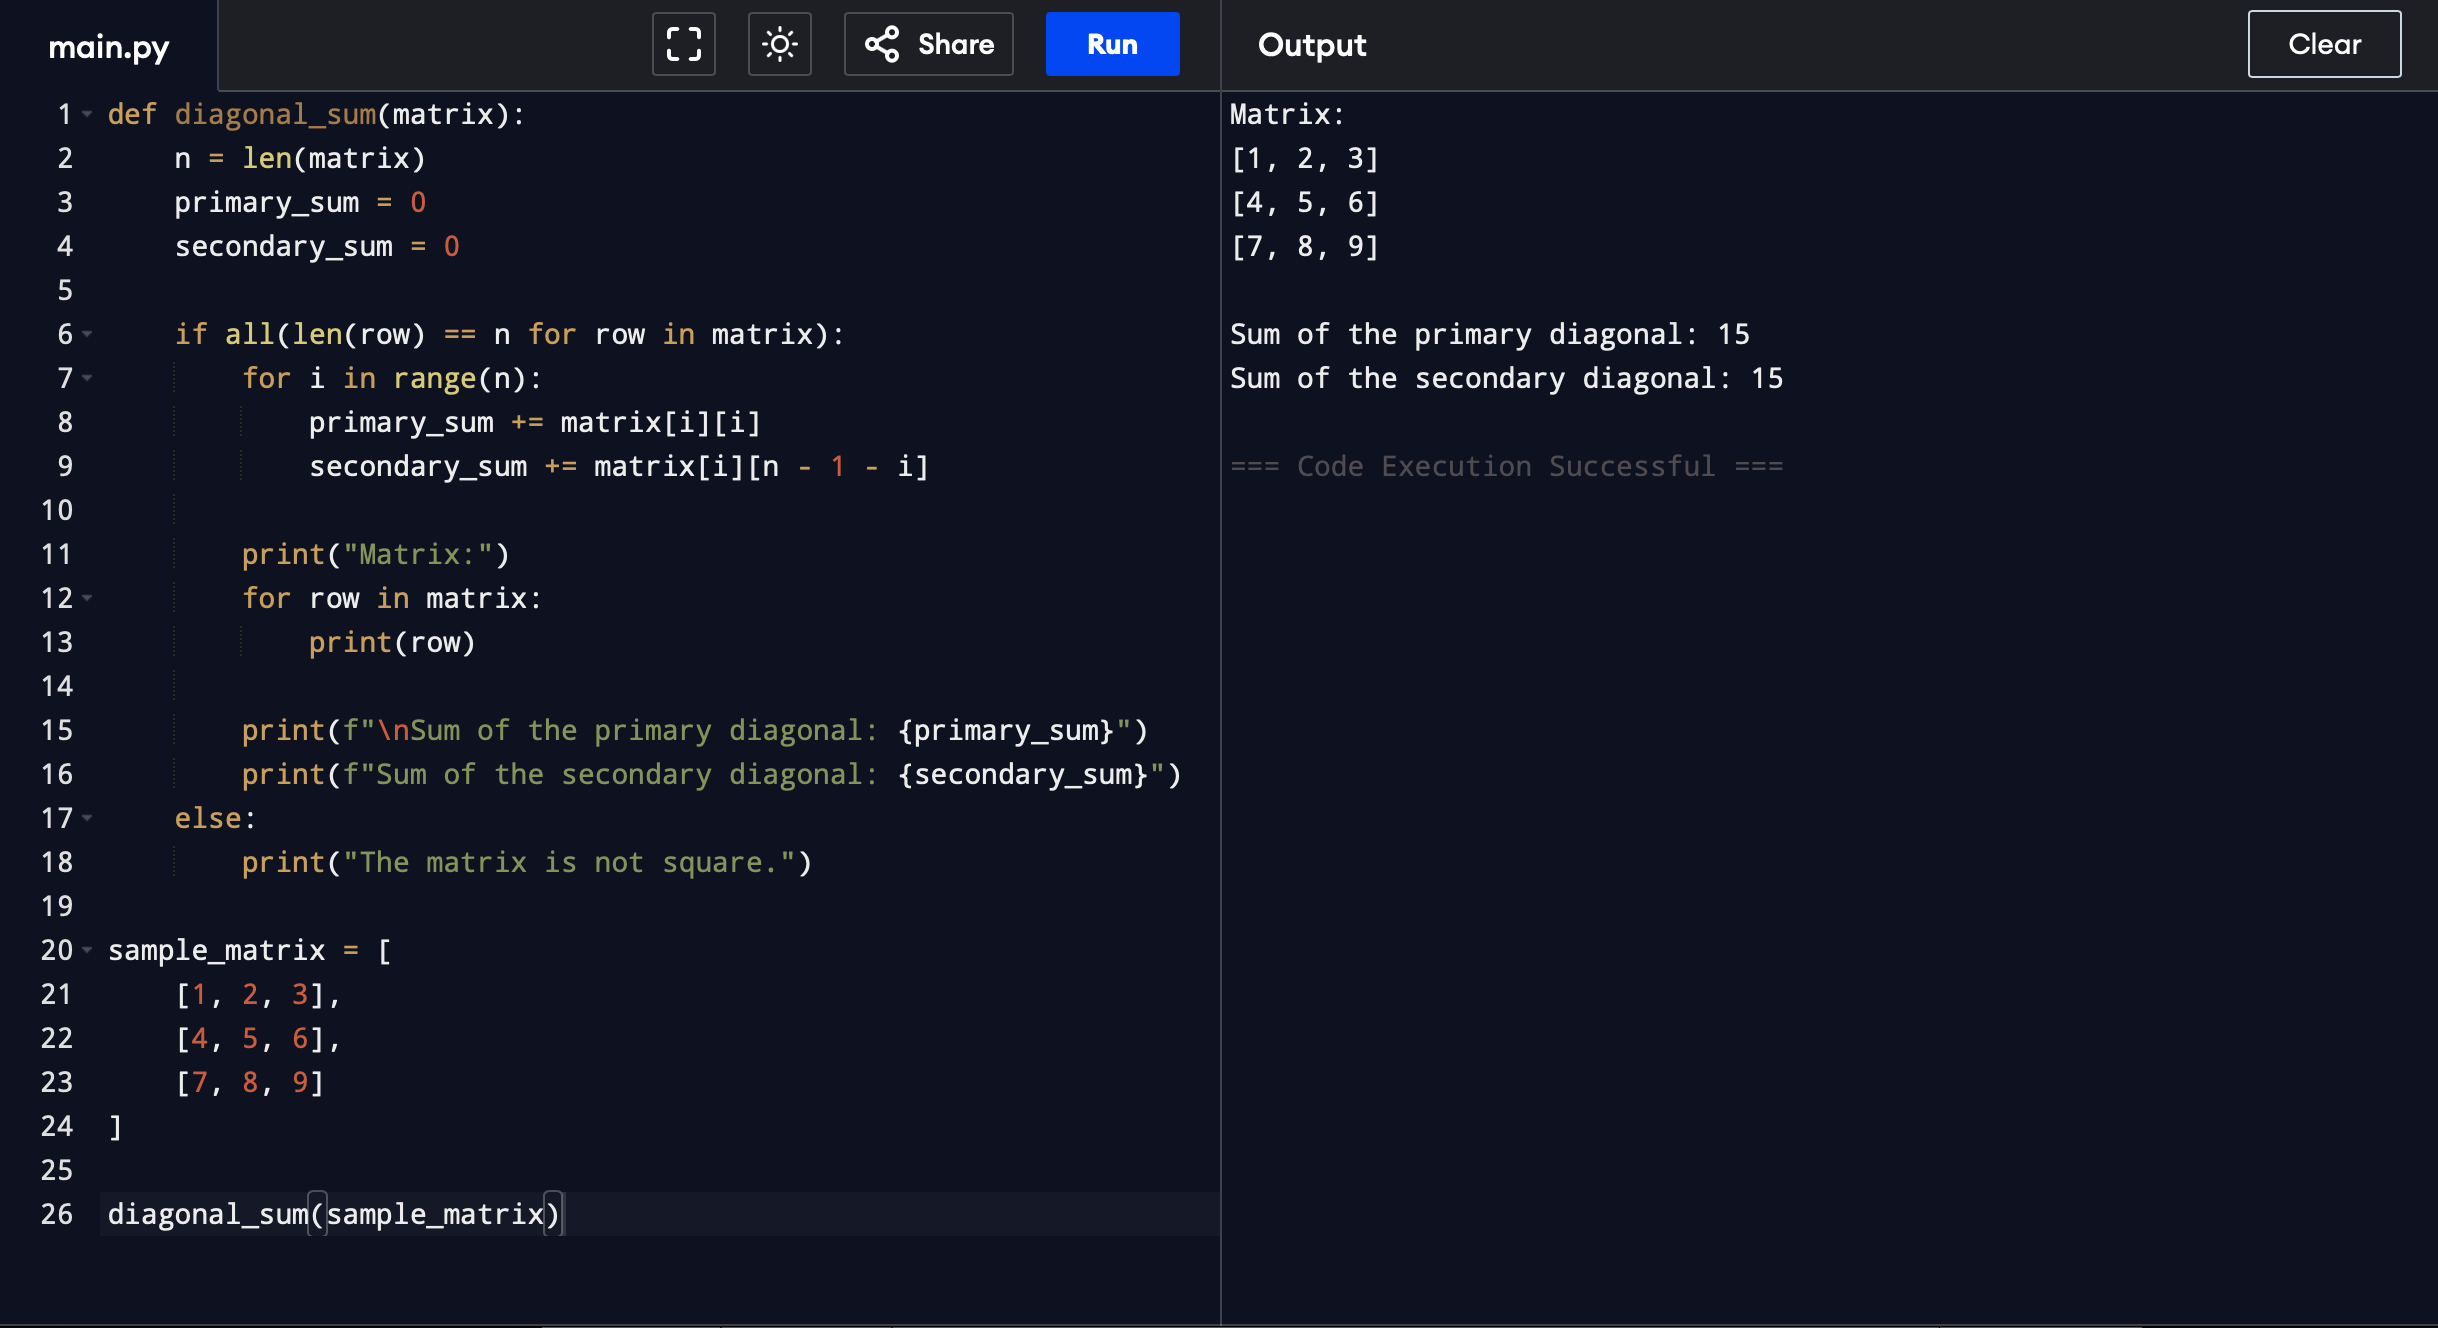 main.py
Share
Run
Output
Clear
1 def diagonal_sum(matrix):
2     n = len(matrix)
3     primary_sum = 0
4     secondary_sum = 0
5
6     if all(len(row) == n for row in matrix):
7         for i in range(n):
8             primary_sum += matrix[i][i]
9             secondary_sum += matrix[i][n - 1 - i]
10
11         print("Matrix:")
12         for row in matrix:
13             print(row)
14
15         print(f"\nSum of the primary diagonal: {primary_sum}")
16         print(f"Sum of the secondary diagonal: {secondary_sum}")
17     else:
18         print("The matrix is not square.")
19
20 sample_matrix = [
21     [1, 2, 3],
22     [4, 5, 6],
23     [7, 8, 9]
24 ]
25
26 diagonal_sum(sample_matrix)
Matrix:
[1, 2, 3]
[4, 5, 6]
[7, 8, 9]

Sum of the primary diagonal: 15
Sum of the secondary diagonal: 15

=== Code Execution Successful ===